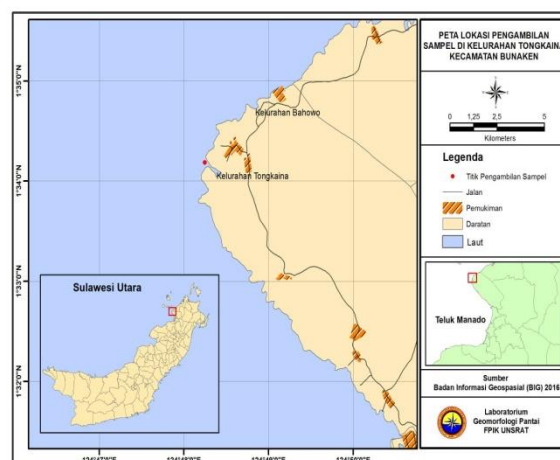 PETA LOKASI PENGAMBILAN
SAMPEL DI KELURAHAN TONGKAINA
KECAMATAN BUNAKEN
0 1,25 2,5 5
Kilometers
Legenda
Titik Pengambilan Sampel
Jalan
Pemukiman
Daratan
Laut
Teluk Manado
Sumber
Badan Informasi Geospasial (BIG) 2016
Laboratorium
Geomorfologi Pantai
FPIK UNSRAT
1°35'0"N
Kelurahan Bahowo
Kelurahan Tongkaina
1°34'0"N
1°33'0"N
1°32'0"N
Sulawesi Utara